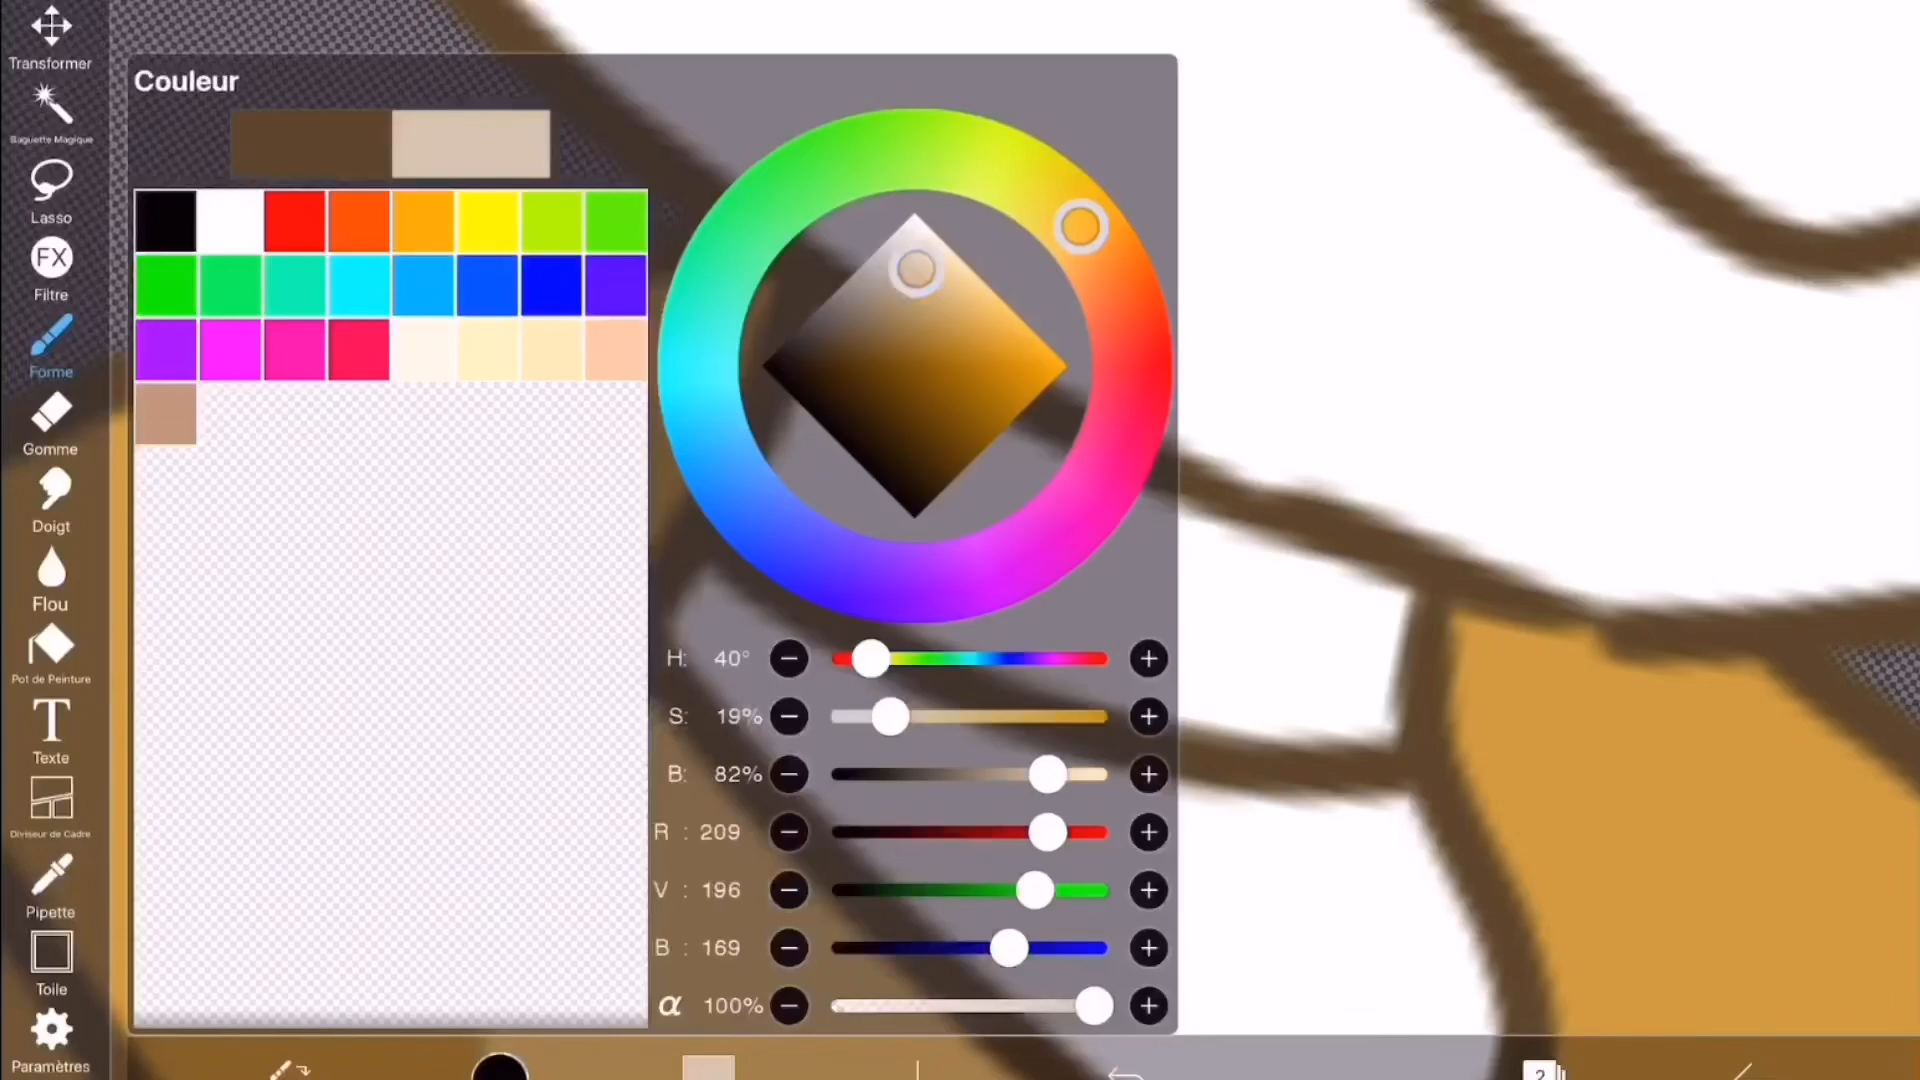 Transformer
Baguette Magique
Lasso
FX
Filtre
Forme
Gomme
Doigt
Flou
Pot de Peinture
T
Texte
Diviseur de Cadre
Pipette
Toile
Paramètres
Couleur
H: 40°
S: 19%
B: 82%
R : 209
V : 196
B : 169
α 100%
2